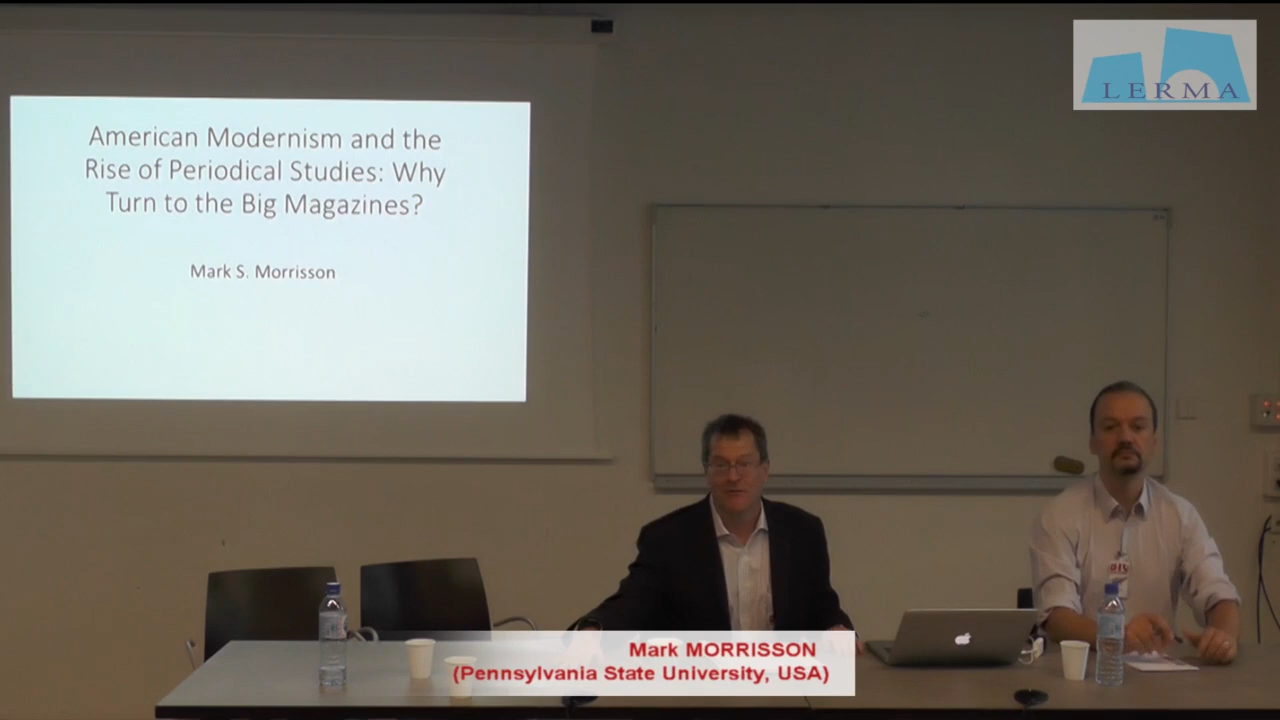 LERMA
American Modernism and the
Rise of Periodical Studies: Why
Turn to the Big Magazines?
Mark S. Morrisson
Mark MORRISSON
(Pennsylvania State University, USA)